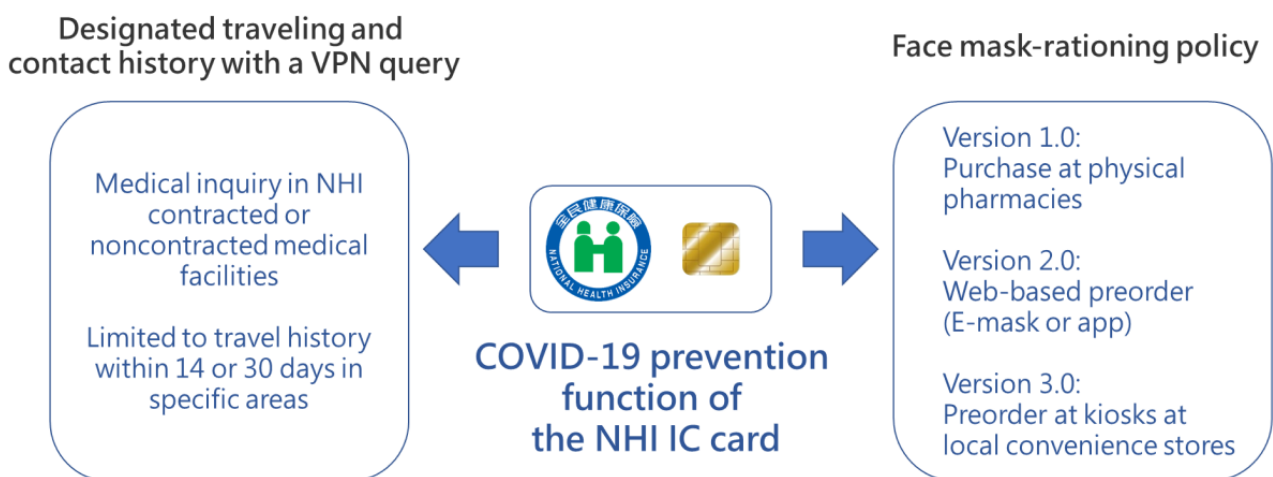 Designated traveling and
contact history with a VPN query
Medical inquiry in NHI
contracted or
noncontracted medical
facilities
Limited to travel history
within 14 or 30 days in
specific areas
全民健康保險
NATIONAL HEALTH INSURANCE
COVID-19 prevention
function of
the NHI IC card
Face mask-rationing policy
Version 1.0:
Purchase at physical
pharmacies
Version 2.0:
Web-based preorder
(E-mask or app)
Version 3.0:
Preorder at kiosks at
local convenience stores